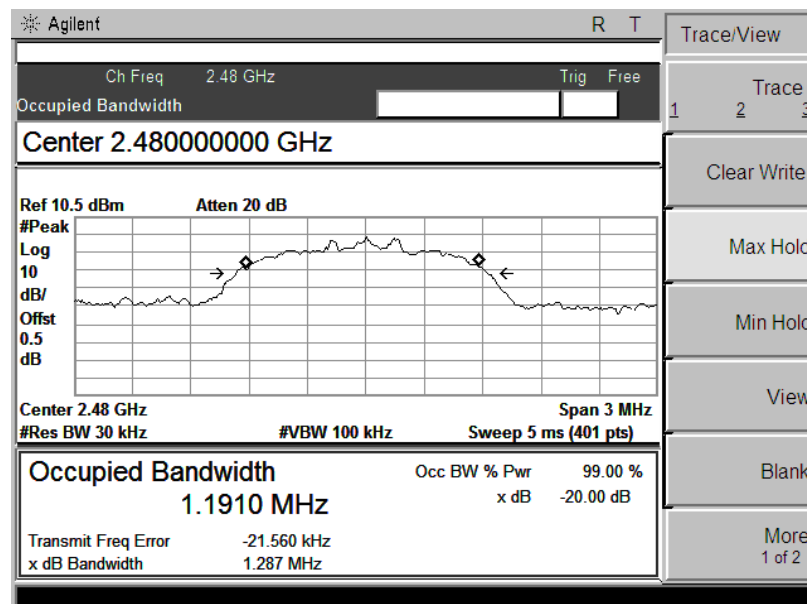 Agilent R T
Trace/View
Ch Freq 2.48 GHz Trig Free
Occupied Bandwidth
Trace
1 2 3
Center 2.480000000 GHz
Clear Write
Ref 10.5 dBm Atten 20 dB
#Peak
Log
10
dB/
Offst
0.5
dB
Max Hold
Min Hold
Center 2.48 GHz Span 3 MHz
#Res BW 30 kHz #VBW 100 kHz Sweep 5 ms (401 pts)
View
Occupied Bandwidth Occ BW % Pwr 99.00 %
1.1910 MHz x dB -20.00 dB
Blank
Transmit Freq Error -21.560 kHz
x dB Bandwidth 1.287 MHz
More
1 of 2